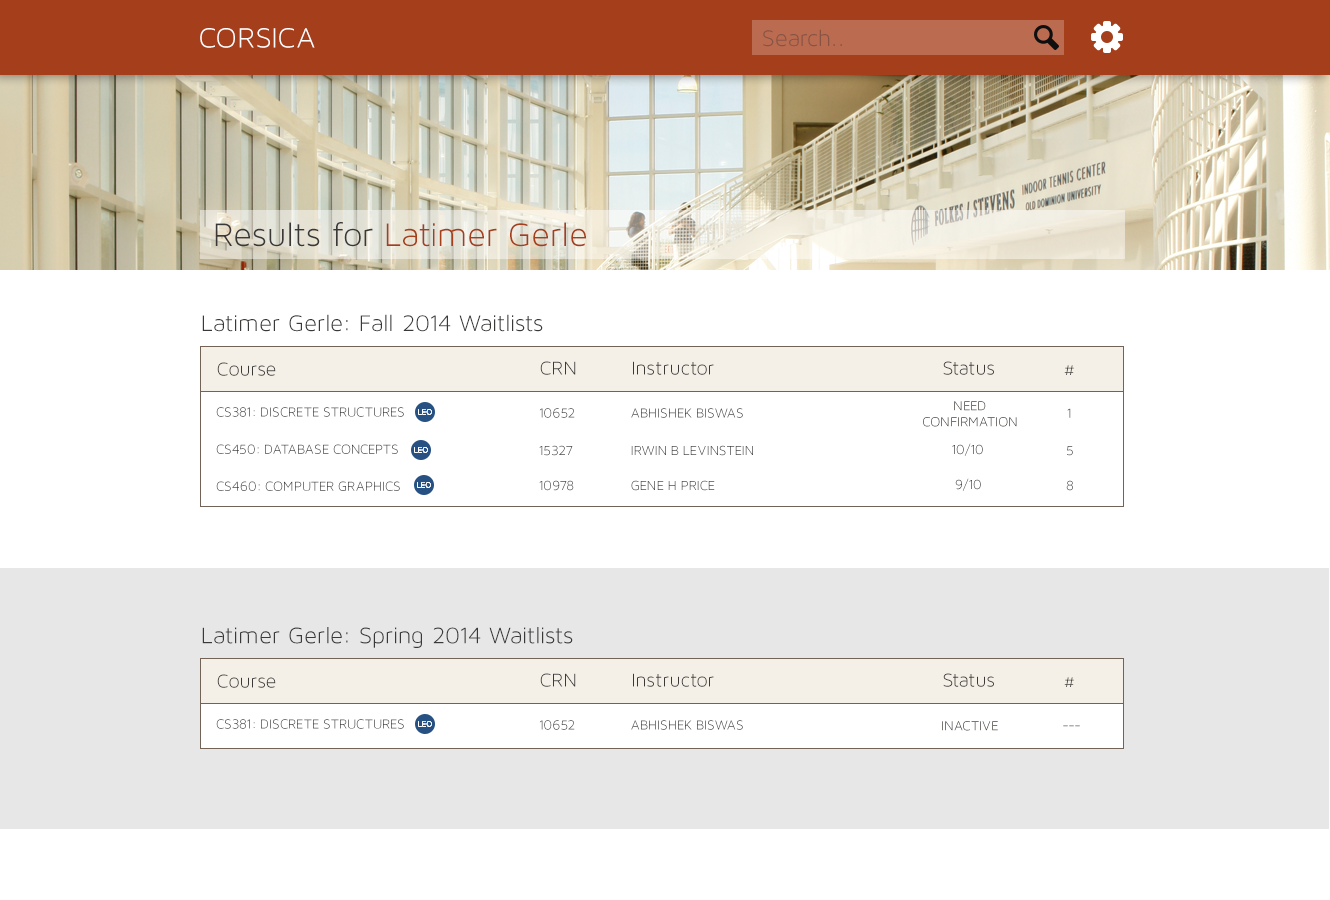 CORSICA
Search..
FOLKES / STEVENS
INDOOR TENNIS CENTER
OLD DOMINION UNIVERSITY
Results for Latimer Gerle
Latimer Gerle: Fall 2014 Waitlists
Course CRN Instructor Status #
CS381: DISCRETE STRUCTURES LEO 10652 ABHISHEK BISWAS NEED CONFIRMATION 1
CS450: DATABASE CONCEPTS LEO 15327 IRWIN B LEVINSTEIN 10/10 5
CS460: COMPUTER GRAPHICS LEO 10978 GENE H PRICE 9/10 8
Latimer Gerle: Spring 2014 Waitlists
Course CRN Instructor Status #
CS381: DISCRETE STRUCTURES LEO 10652 ABHISHEK BISWAS INACTIVE ---